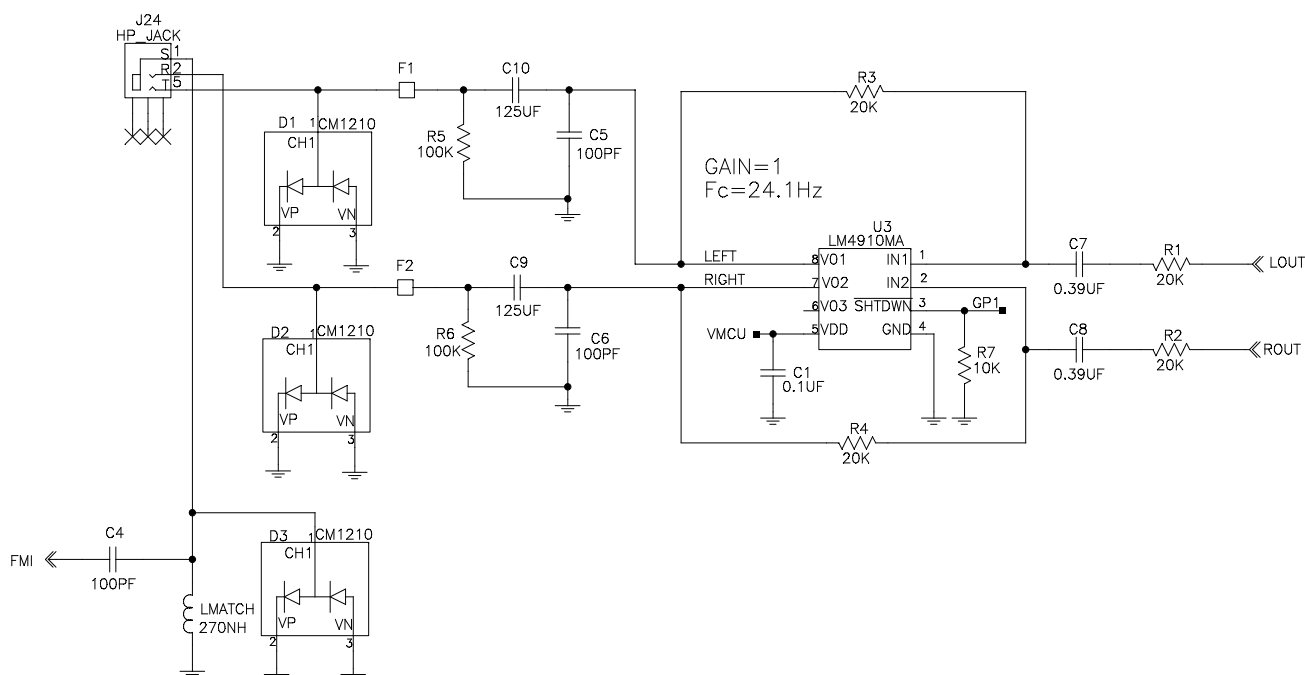 J24
HP_JACK
S 1
R 2
T 5
F1
C10
125UF
R3
20K
D1 1 CM1210
CH1
VP VN
2 3
R5
100K
C5
100PF
GAIN=1
Fc=24.1Hz
U3
LM4910MA
LEFT 8 VO1 IN1 1
RIGHT 7 VO2 IN2 2
6 VO3 SHTDWN 3 GP1
VMCU 5 VDD GND 4
C7
0.39UF
R1
20K
LOUT
F2
C9
125UF
D2 1 CM1210
CH1
VP VN
2 3
R6
100K
C6
100PF
C1
0.1UF
R7
10K
C8
0.39UF
R2
20K
ROUT
R4
20K
C4
100PF
FMI
D3 1 CM1210
CH1
VP VN
2 3
LMATCH
270NH